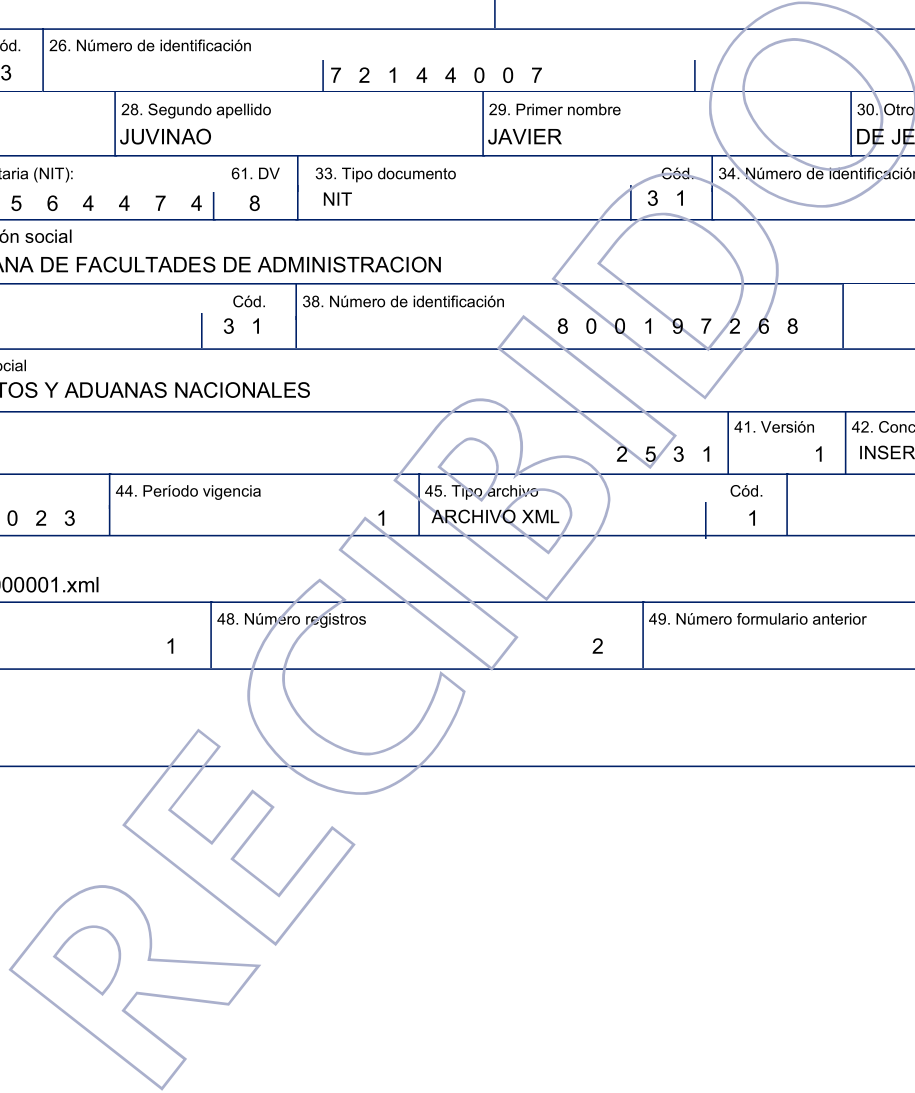 ód. 26. Número de identificación
3 7 2 1 4 4 0 0 7
28. Segundo apellido 29. Primer nombre 30. Otro
JUVINAO JAVIER DE JE
taria (NIT): 61. DV 33. Tipo documento Cód. 34. Número de identificación
5 6 4 4 7 4 8 NIT 3 1
ón social
ANA DE FACULTADES DE ADMINISTRACION
Cód. 38. Número de identificación
3 1 8 0 0 1 9 7 2 6 8
ocial
TOS Y ADUANAS NACIONALES
41. Versión 42. Conc
2 5 3 1 1 INSER
44. Período vigencia 45. Tipo archivo Cód.
0 2 3 1 ARCHIVO XML 1
000001.xml
48. Número registros 49. Número formulario anterior
1 2
RECIBIDO